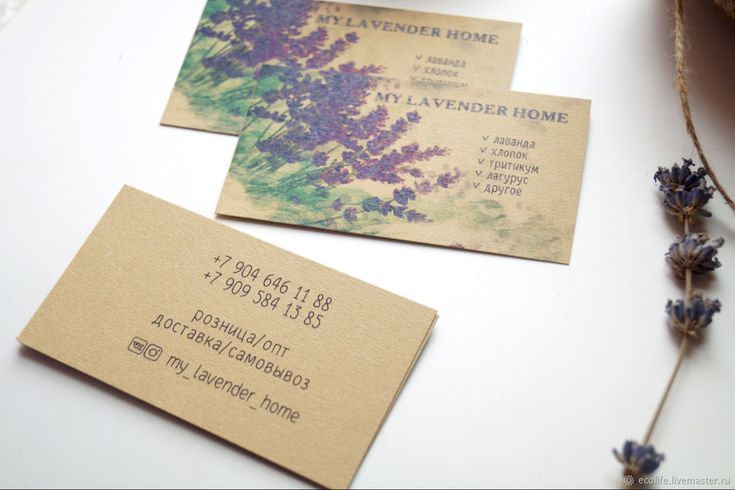 MY LAVENDER HOME
✓ лаванда
✓ хлопок
✓ тритикум
MY LAVENDER HOME
✓ лаванда
✓ хлопок
✓ тритикум
✓ лагурус
✓ другое
+7 904 646 11 88
+7 909 584 13 85
розница/опт
доставка/самовывоз
my_lavender_home
ecolife.livemaster.ru